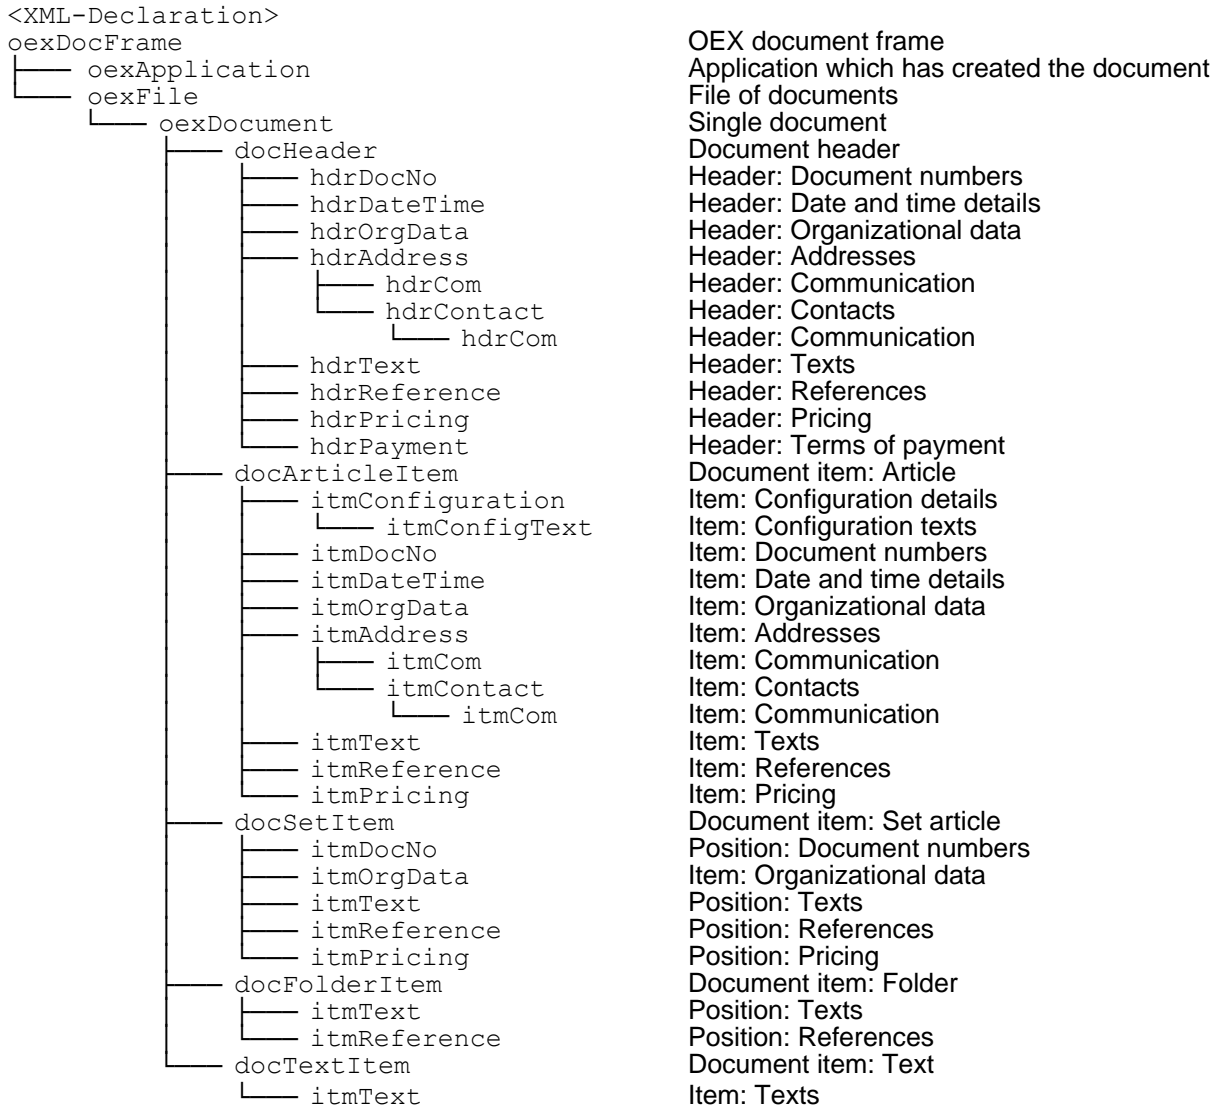 <XML-Declaration>
oexDocFrame OEX document frame
oexApplication Application which has created the document
oexFile File of documents
oexDocument Single document
docHeader Document header
hdrDocNo Header: Document numbers
hdrDateTime Header: Date and time details
hdrOrgData Header: Organizational data
hdrAddress Header: Addresses
hdrCom Header: Communication
hdrContact Header: Contacts
hdrCom Header: Communication
hdrText Header: Texts
hdrReference Header: References
hdrPricing Header: Pricing
hdrPayment Header: Terms of payment
docArticleItem Document item: Article
itmConfiguration Item: Configuration details
itmConfigText Item: Configuration texts
itmDocNo Item: Document numbers
itmDateTime Item: Date and time details
itmOrgData Item: Organizational data
itmAddress Item: Addresses
itmCom Item: Communication
itmContact Item: Contacts
itmCom Item: Communication
itmText Item: Texts
itmReference Item: References
itmPricing Item: Pricing
docSetItem Document item: Set article
itmDocNo Position: Document numbers
itmOrgData Item: Organizational data
itmText Position: Texts
itmReference Position: References
itmPricing Position: Pricing
docFolderItem Document item: Folder
itmText Position: Texts
itmReference Position: References
docTextItem Document item: Text
itmText Item: Texts